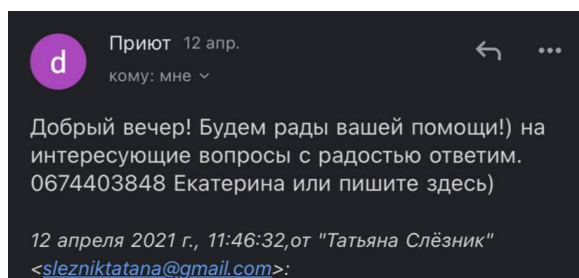 d
Приют 12 апр.
кому: мне
Добрый вечер! Будем рады вашей помощи!) на
интересующие вопросы с радостью ответим.
0674403848 Екатерина или пишите здесь)
12 апреля 2021 г., 11:46:32,от "Татьяна Слёзник"
<slezniktatana@gmail.com>: